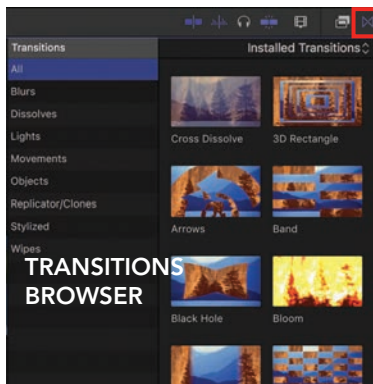 Transitions
Installed Transitions
All
Blurs
Dissolves
Lights
Movements
Objects
Replicator/Clones
Stylized
Wipes
Cross Dissolve
3D Rectangle
Arrows
Band
Black Hole
Bloom
TRANSITIONS
BROWSER